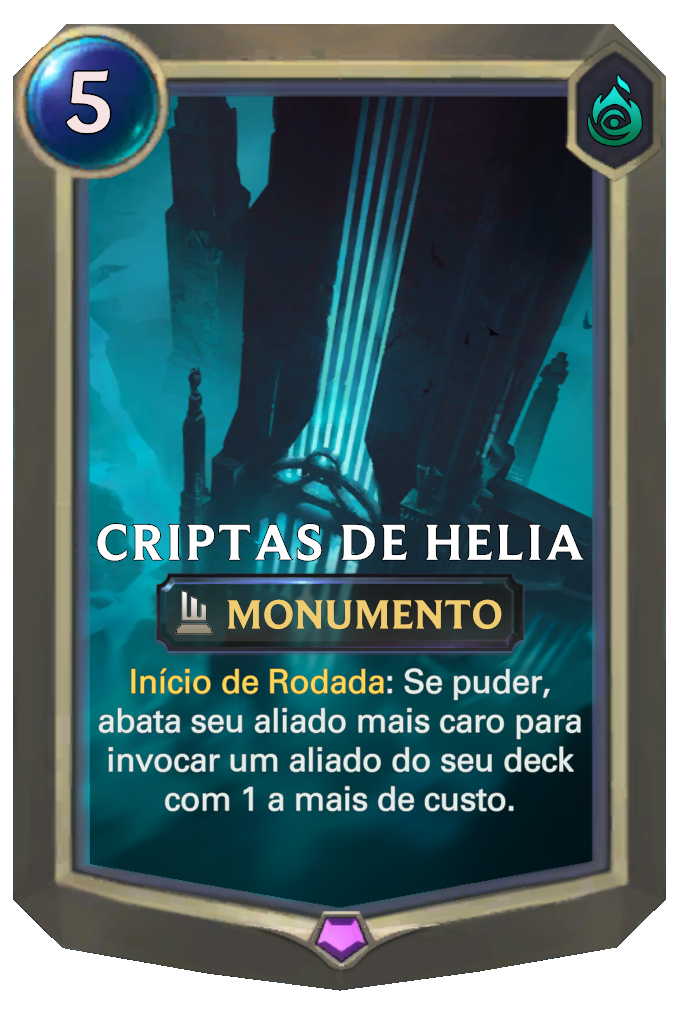 5
CRIPTAS DE HELIA
MONUMENTO
Início de Rodada: Se puder,
abata seu aliado mais caro para
invocar um aliado do seu deck
com 1 a mais de custo.